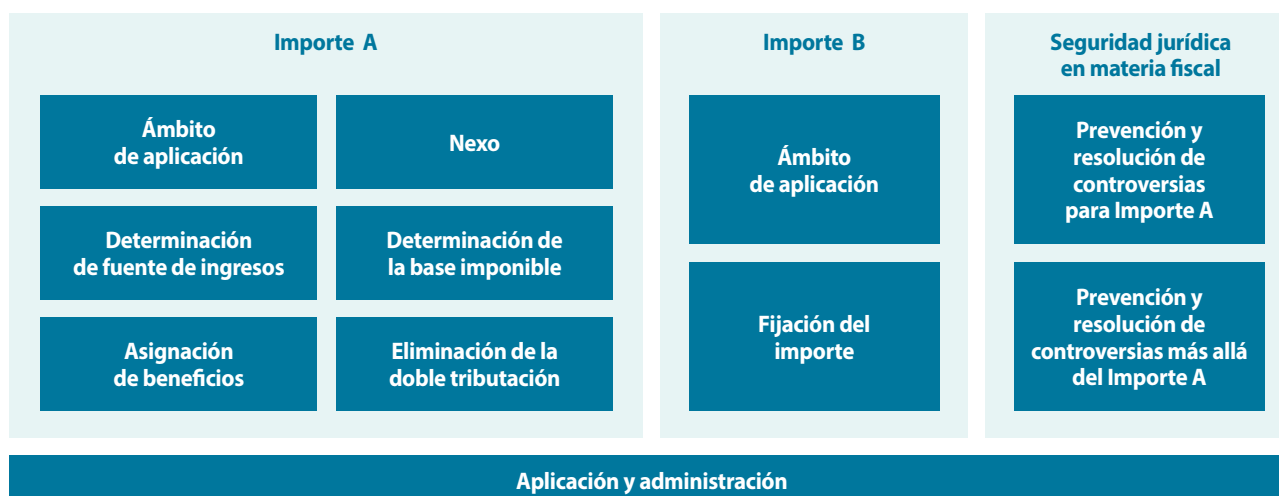 Importe A
Ámbito
de aplicación
Nexo
Determinación
de fuente de ingresos
Determinación de
la base imponible
Asignación
de beneficios
Eliminación de la
doble tributación
Importe B
Ámbito
de aplicación
Fijación del
importe
Seguridad jurídica
en materia fiscal
Prevención y
resolución de
controversias
para Importe A
Prevención y
resolución de
controversias más allá
del Importe A
Aplicación y administración